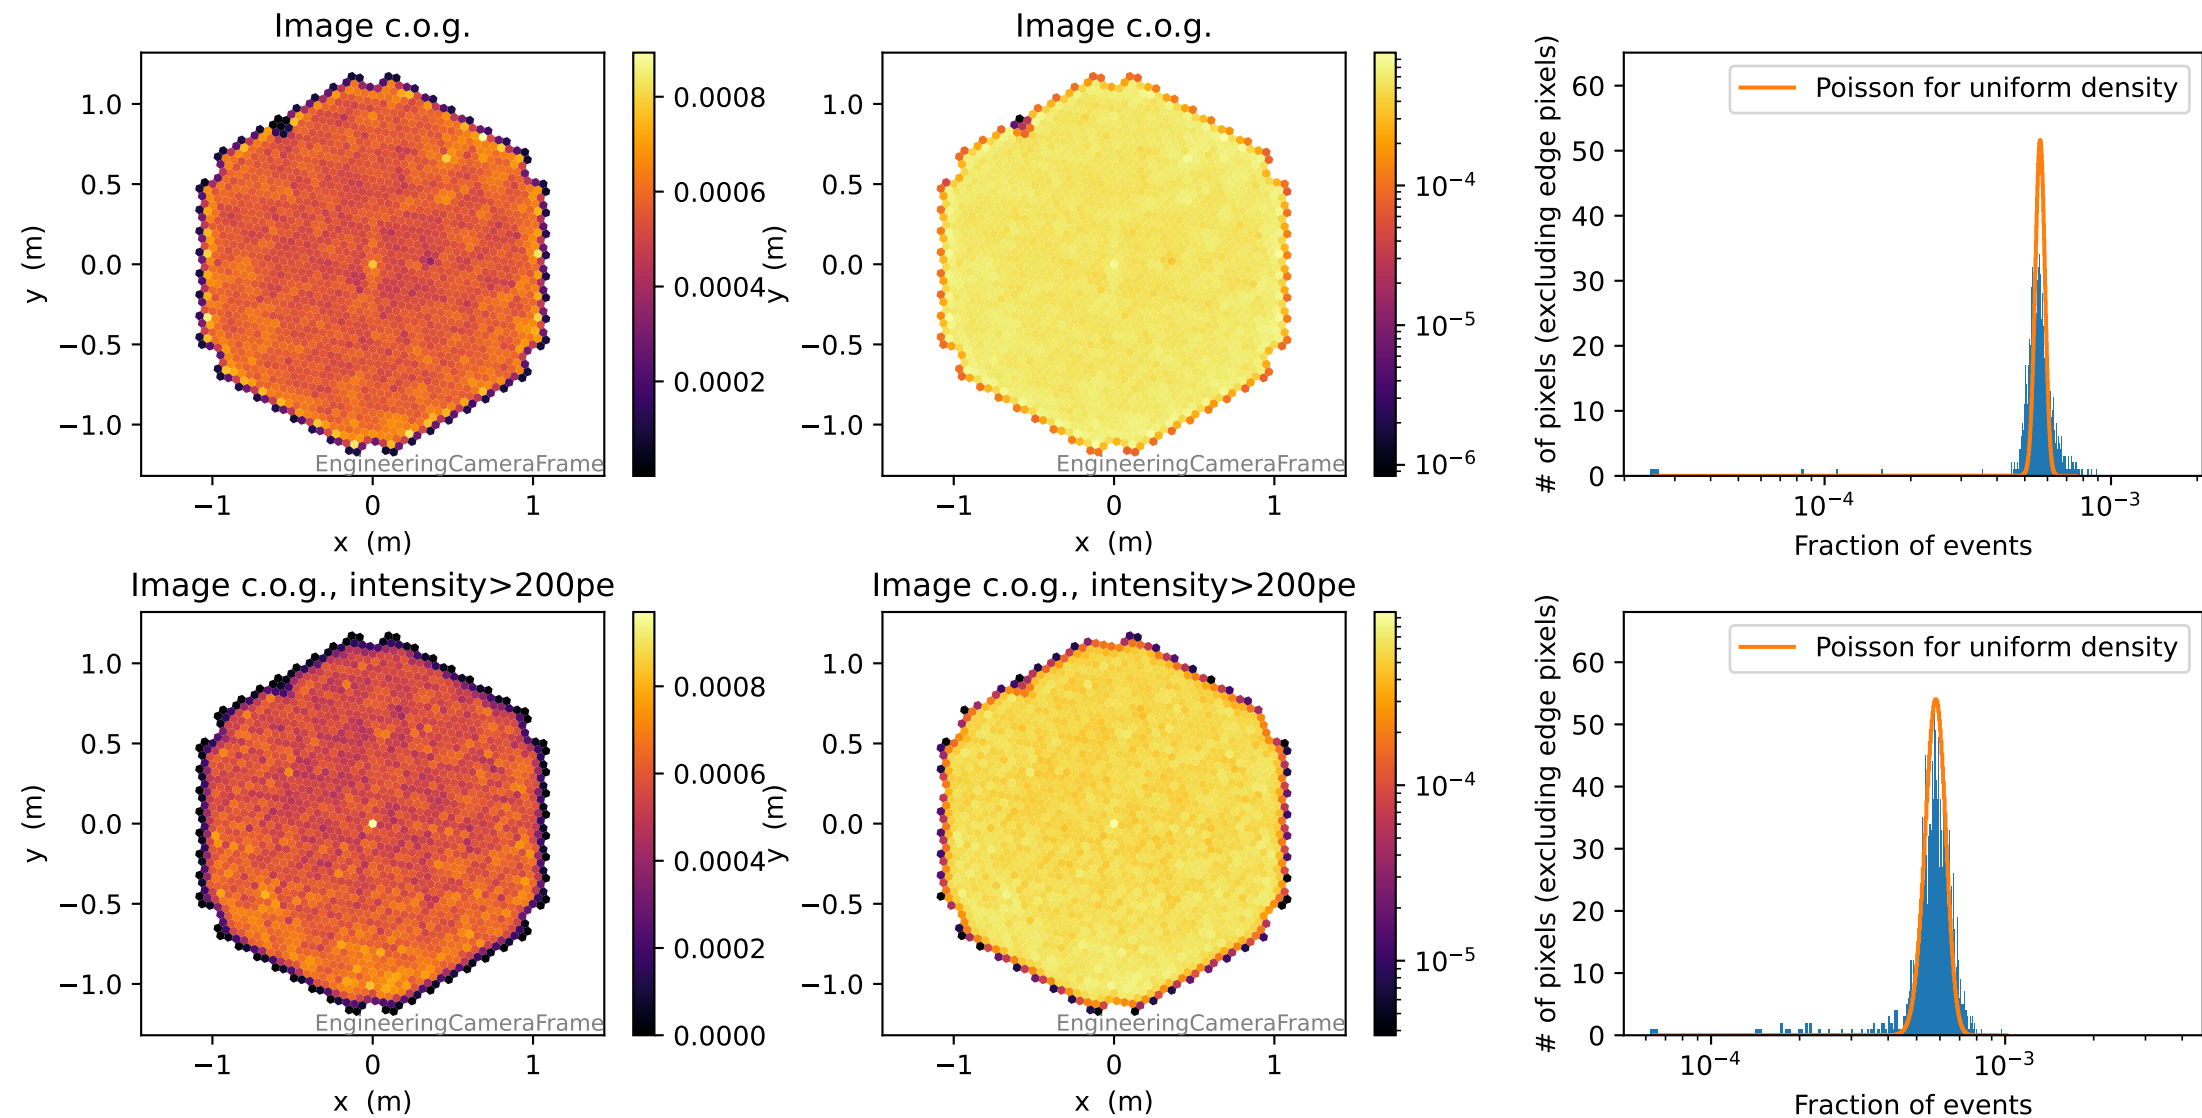 Image c.o.g.
1.0
0.5
0.0
−0.5
−1.0
y (m)
−1
0
1
x (m)
EngineeringCameraFrame
0.0008
0.0006
0.0004
0.0002
Image c.o.g.
1.0
0.5
0.0
−0.5
−1.0
y (m)
−1
0
1
x (m)
EngineeringCameraFrame
10⁻⁴
10⁻⁵
10⁻⁶
Poisson for uniform density
60
50
40
30
20
10
0
# of pixels (excluding edge pixels)
10⁻⁴
10⁻³
Fraction of events
Image c.o.g., intensity>200pe
1.0
0.5
0.0
−0.5
−1.0
y (m)
−1
0
1
x (m)
EngineeringCameraFrame
0.0008
0.0006
0.0004
0.0002
0.0000
Image c.o.g., intensity>200pe
1.0
0.5
0.0
−0.5
−1.0
y (m)
−1
0
1
x (m)
EngineeringCameraFrame
10⁻⁴
10⁻⁵
Poisson for uniform density
60
50
40
30
20
10
0
# of pixels (excluding edge pixels)
10⁻⁴
10⁻³
Fraction of events